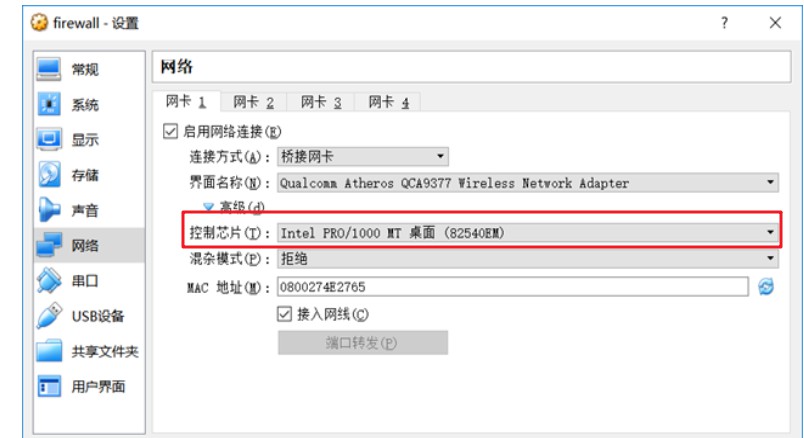 firewall - 设置
? ×
常规
系统
显示
存储
声音
网络
串口
USB设备
共享文件夹
用户界面
网络
网卡 1 网卡 2 网卡 3 网卡 4
启用网络连接(E)
连接方式(A): 桥接网卡
界面名称(N): Qualcomm Atheros QCA9377 Wireless Network Adapter
高级(d)
控制芯片(T): Intel PRO/1000 MT 桌面 (82540EM)
混杂模式(P): 拒绝
MAC 地址(M): 0800274E2765
接入网线(C)
端口转发(P)